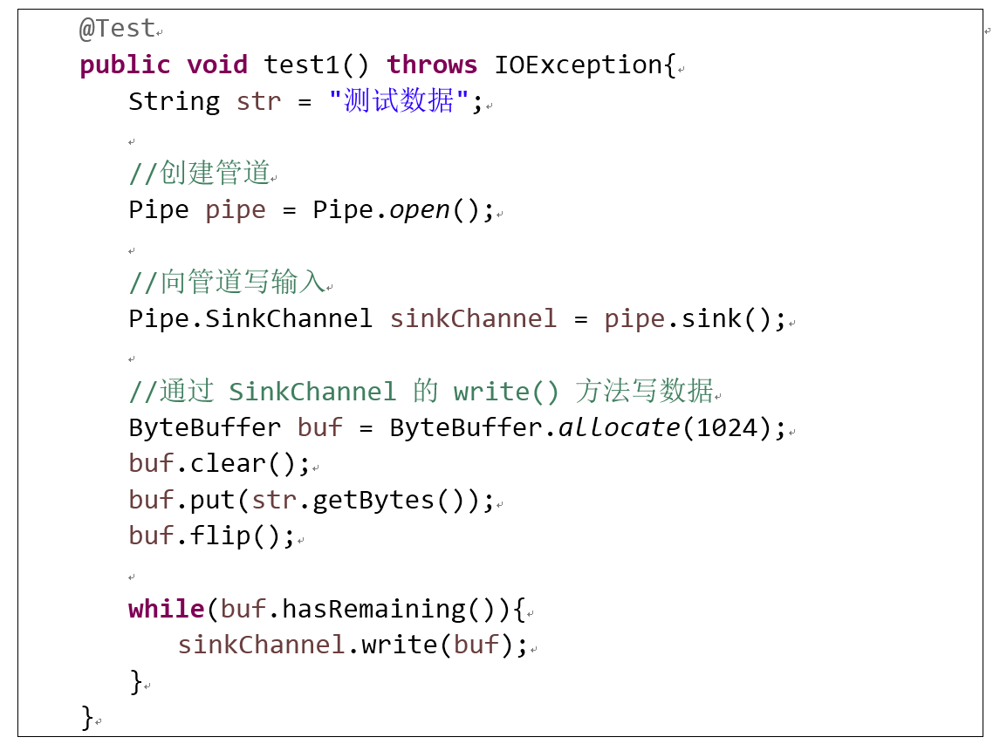 @Test
public void test1() throws IOException{
String str = "测试数据";
//创建管道
Pipe pipe = Pipe.open();
//向管道写输入
Pipe.SinkChannel sinkChannel = pipe.sink();
//通过 SinkChannel 的 write() 方法写数据
ByteBuffer buf = ByteBuffer.allocate(1024);
buf.clear();
buf.put(str.getBytes());
buf.flip();
while(buf.hasRemaining()){
sinkChannel.write(buf);
}
}